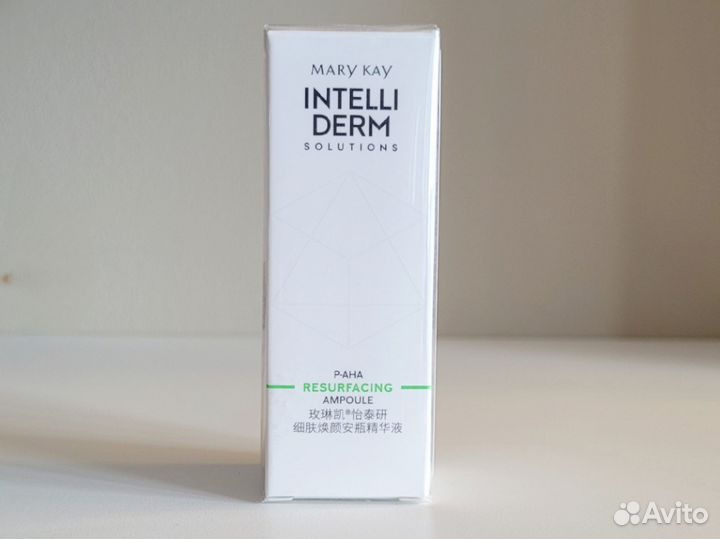 MARY KAY
INTELLI
DERM
SOLUTIONS
P-AHA
RESURFACING
AMPOULE
玫琳凯®怡泰研
细肤焕颜安瓶精华液
Avito